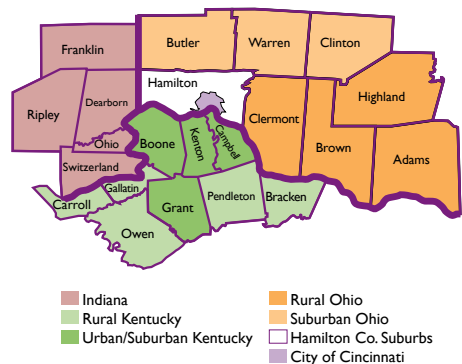 Franklin
Butler
Warren
Clinton
Hamilton
Ripley
Dearborn
Highland
Ohio
Boone
Kenton
Campbell
Clermont
Brown
Adams
Switzerland
Gallatin
Carroll
Grant
Pendleton
Bracken
Owen
Indiana
Rural Kentucky
Urban/Suburban Kentucky
Rural Ohio
Suburban Ohio
Hamilton Co. Suburbs
City of Cincinnati